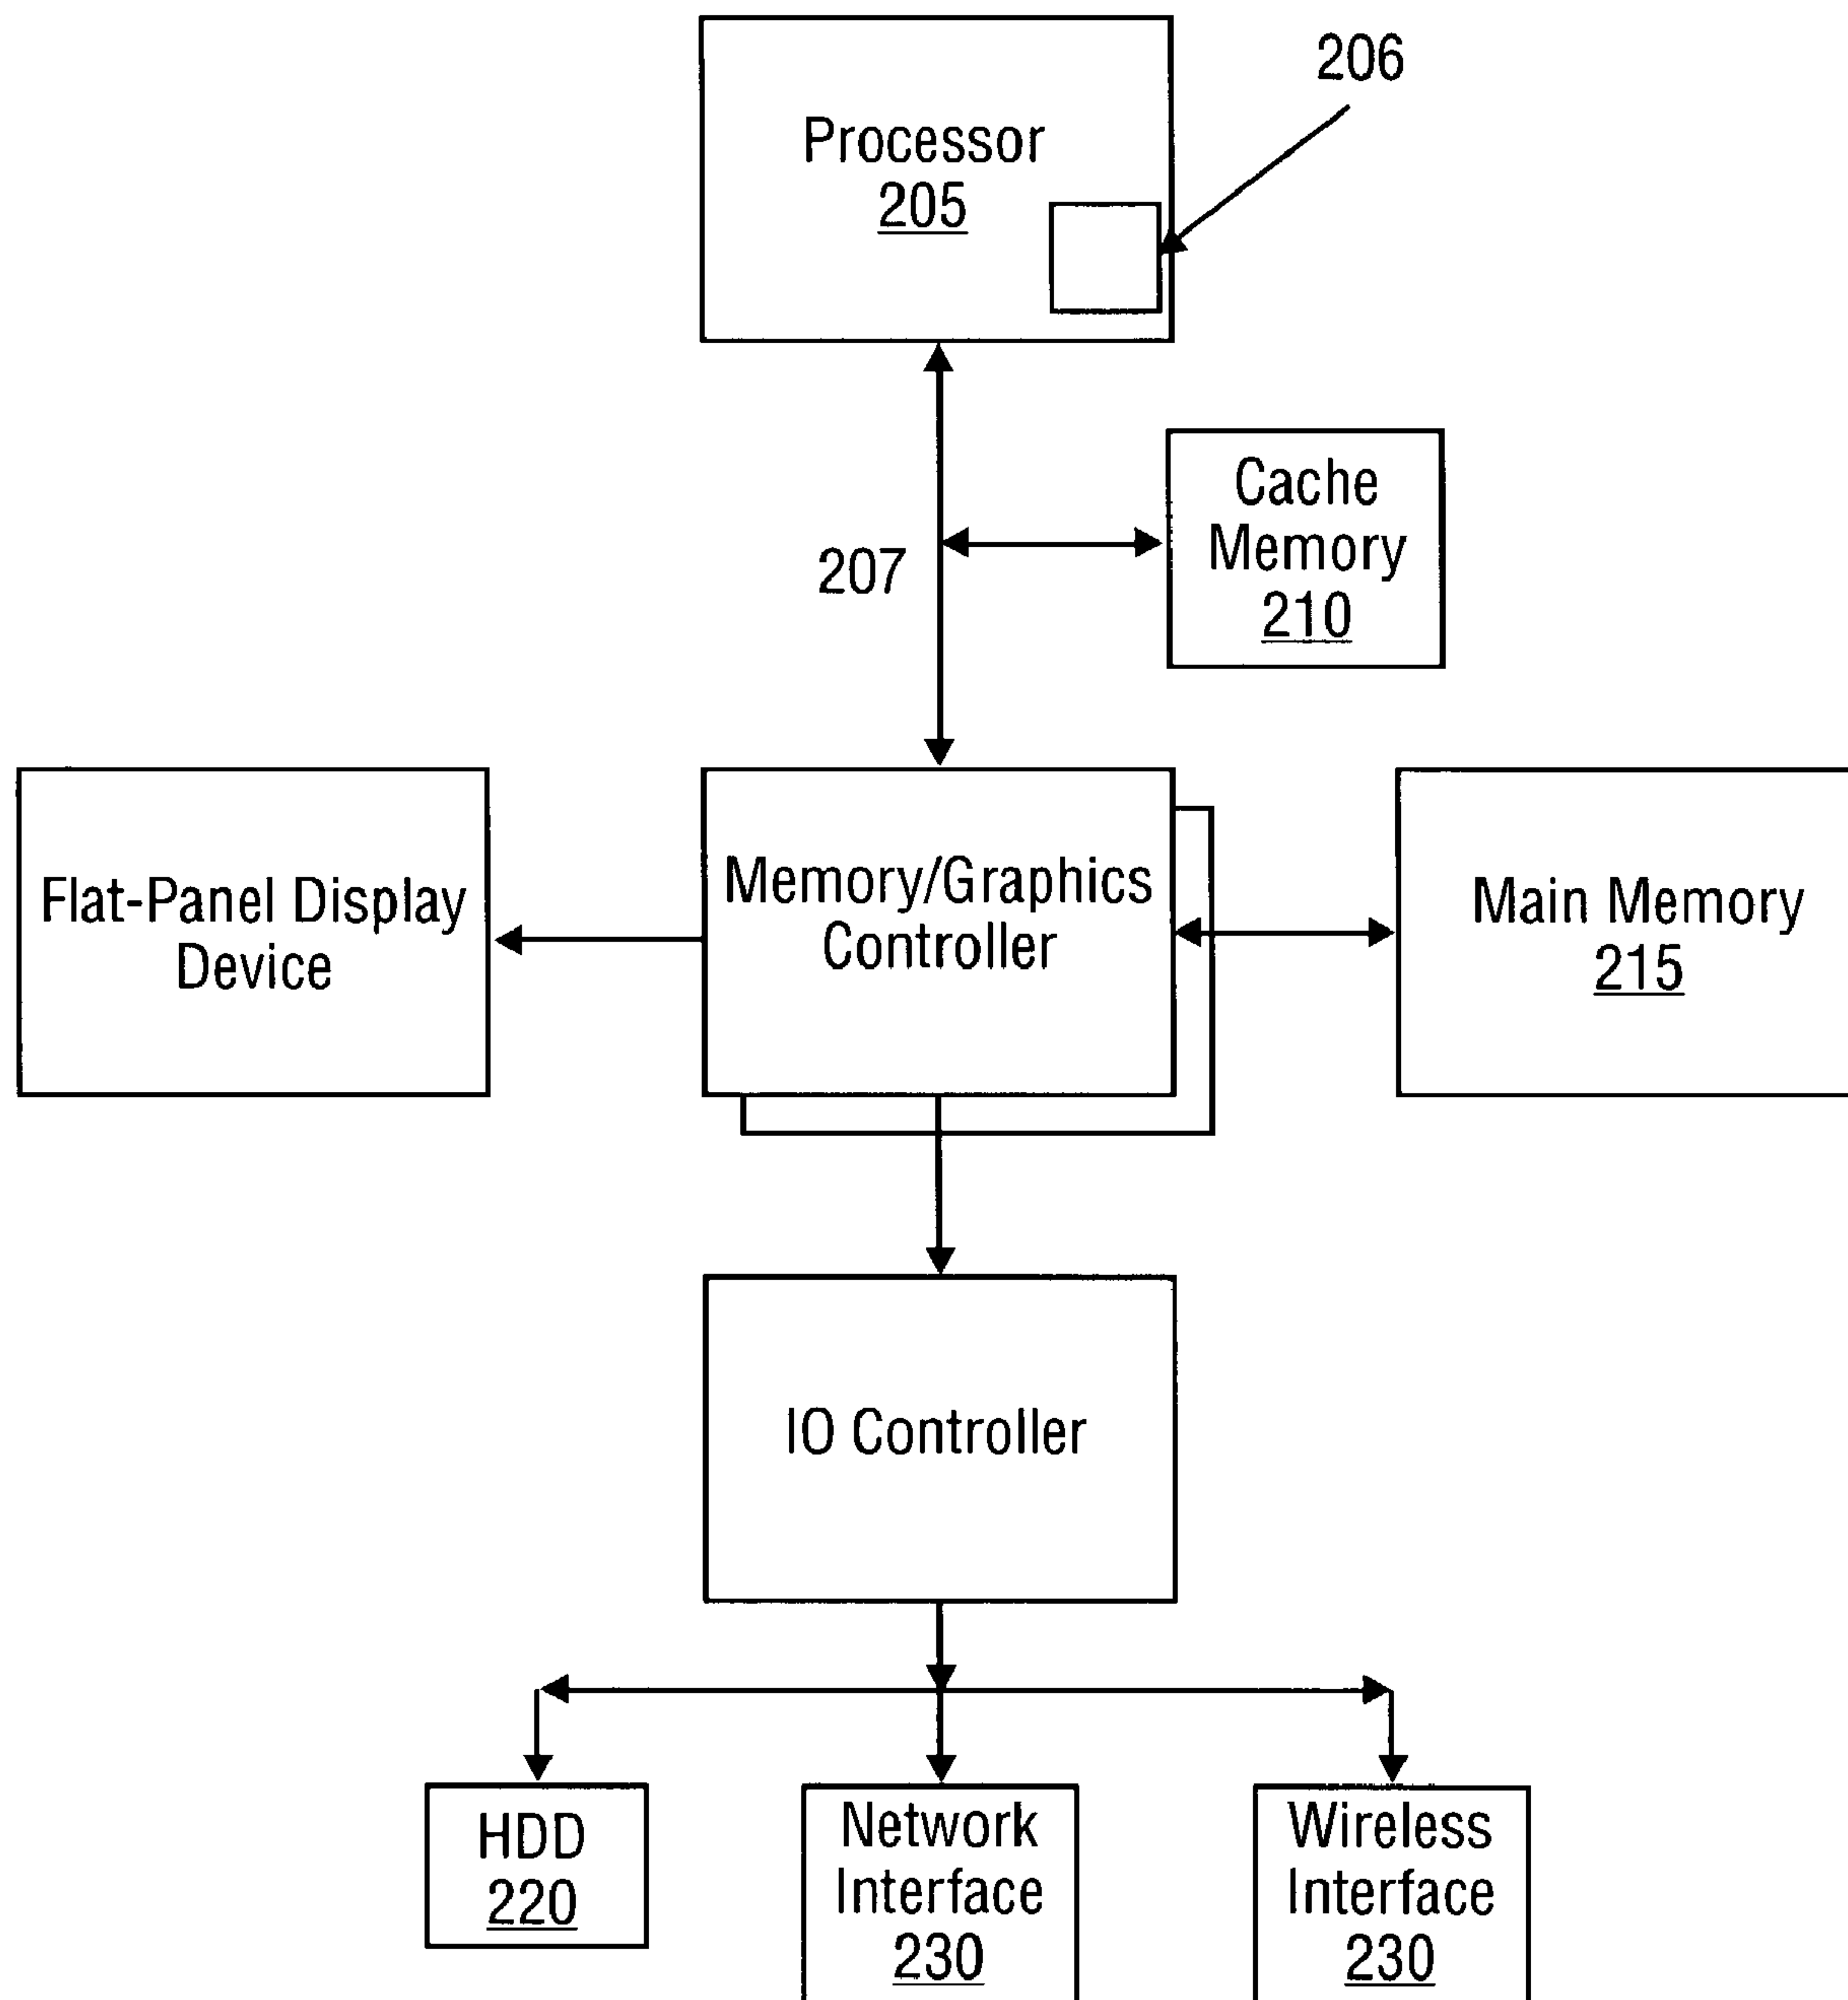 206
Processor
205
Cache
Memory
210
207
Flat-Panel Display
Device
Memory/Graphics
Controller
Main Memory
215
IO Controller
HDD
220
Network
Interface
230
Wireless
Interface
230